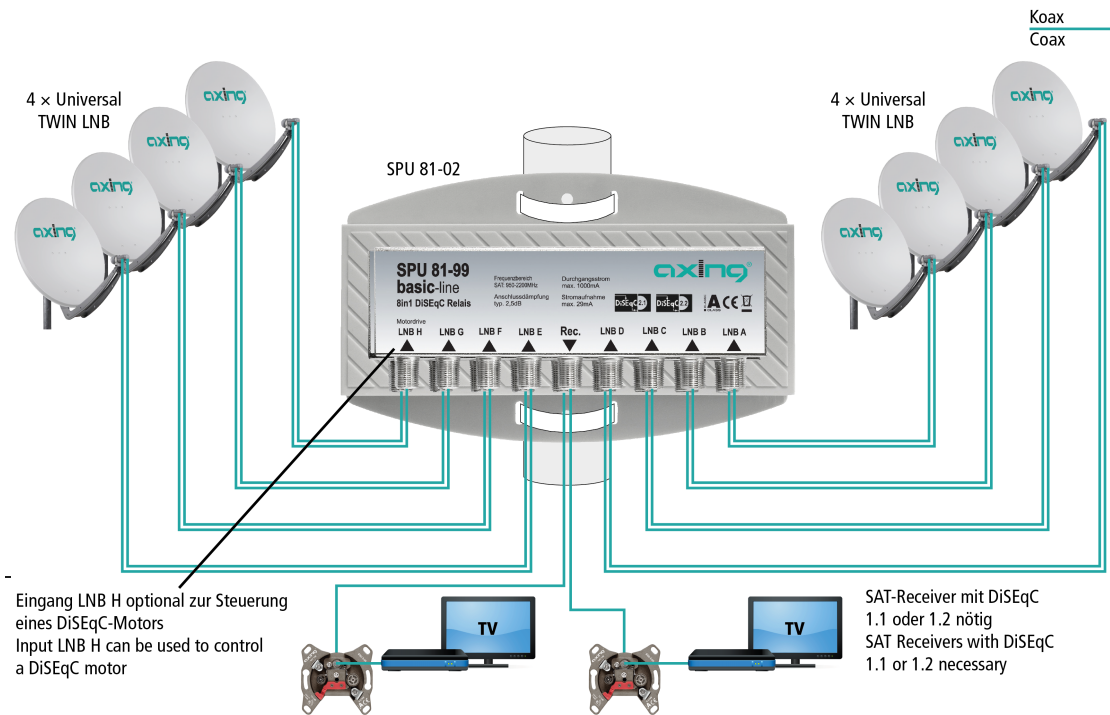 Koax
Coax
4 × Universal
TWIN LNB
axing
axing
axing
axing
4 × Universal
TWIN LNB
axing
axing
axing
axing
SPU 81-02
SPU 81-99
basic-line
8in1 DiSEqC Relais
Frequenzbereich
SAT: 950-2200MHz
Anschlussdämpfung
typ. 2,5dB
Durchgangsstrom
max. 1000mA
Stromaufnahme
max. 29mA
axing®
DiSEqC
DiSEqC
A CE
Motordrive
LNB H
LNB G
LNB F
LNB E
Rec.
LNB D
LNB C
LNB B
LNB A
-
Eingang LNB H optional zur Steuerung
eines DiSEqC-Motors
Input LNB H can be used to control
a DiSEqC motor
TV
TV
SAT-Receiver mit DiSEqC
1.1 oder 1.2 nötig
SAT Receivers with DiSEqC
1.1 or 1.2 necessary